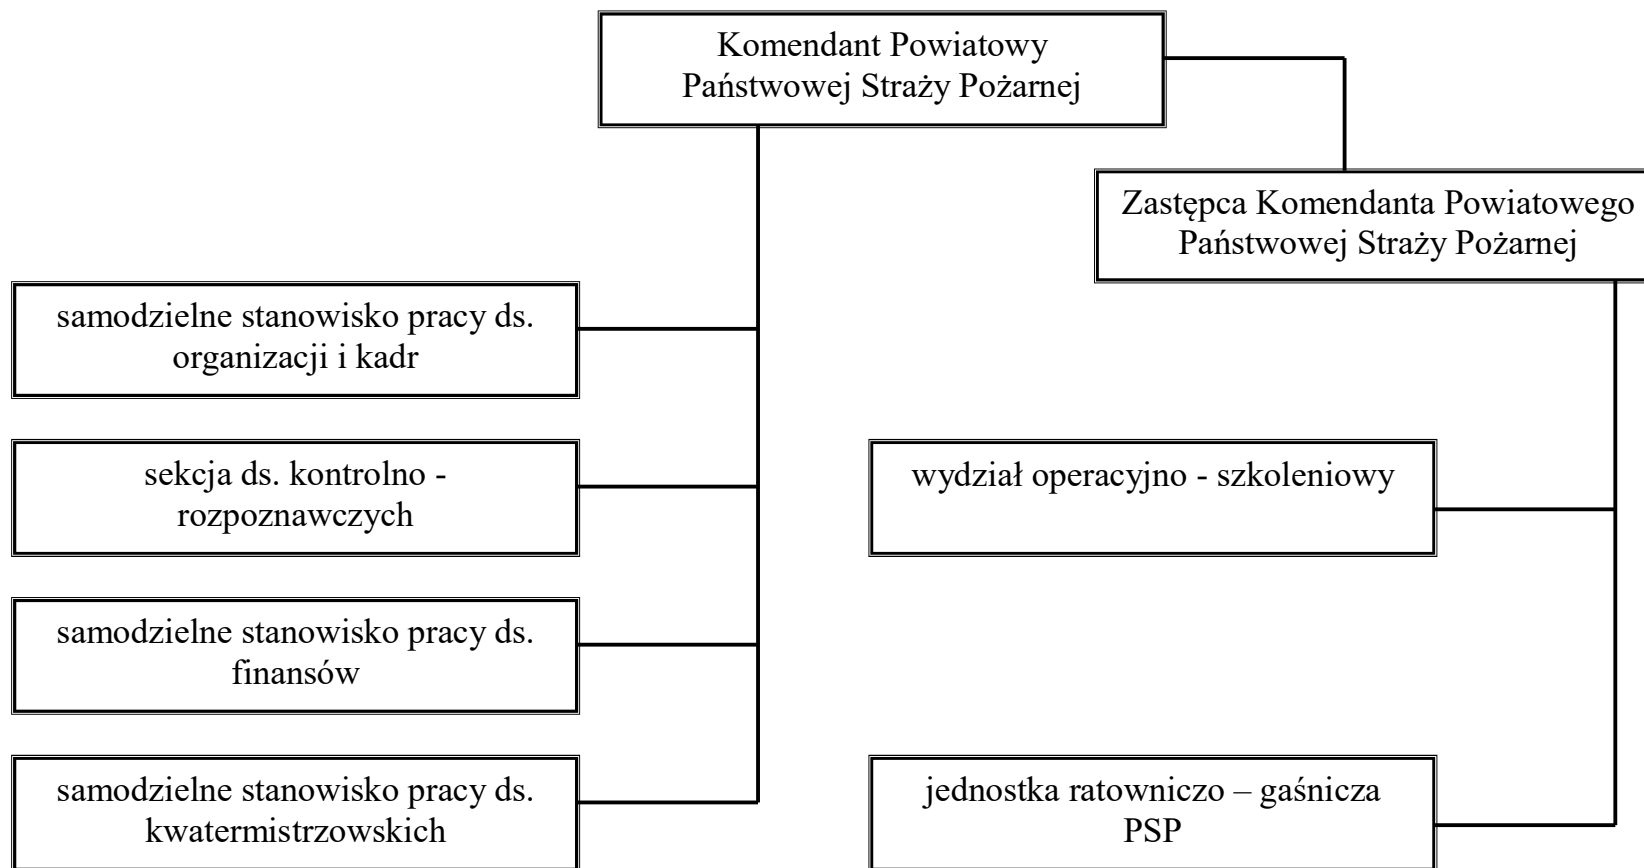 Komendant Powiatowy
Państwowej Straży Pożarnej
Zastępca Komendanta Powiatowego
Państwowej Straży Pożarnej
samodzielne stanowisko pracy ds.
organizacji i kadr
sekcja ds. kontrolno -
rozpoznawczych
wydział operacyjno - szkoleniowy
samodzielne stanowisko pracy ds.
finansów
samodzielne stanowisko pracy ds.
kwatermistrzowskich
jednostka ratowniczo – gaśnicza
PSP